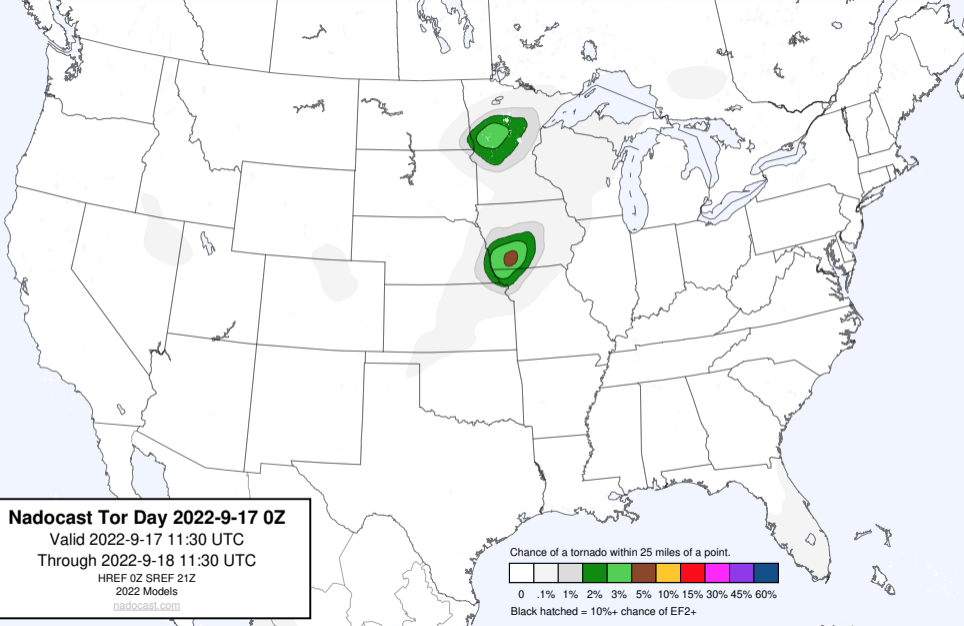 Nadocast Tor Day 2022-9-17 0Z
Valid 2022-9-17 11:30 UTC
Through 2022-9-18 11:30 UTC
HREF 0Z SREF 21Z
2022 Models
nadocast.com
Chance of a tornado within 25 miles of a point.
0 .1% 1% 2% 3% 5% 10% 15% 30% 45% 60%
Black hatched = 10%+ chance of EF2+